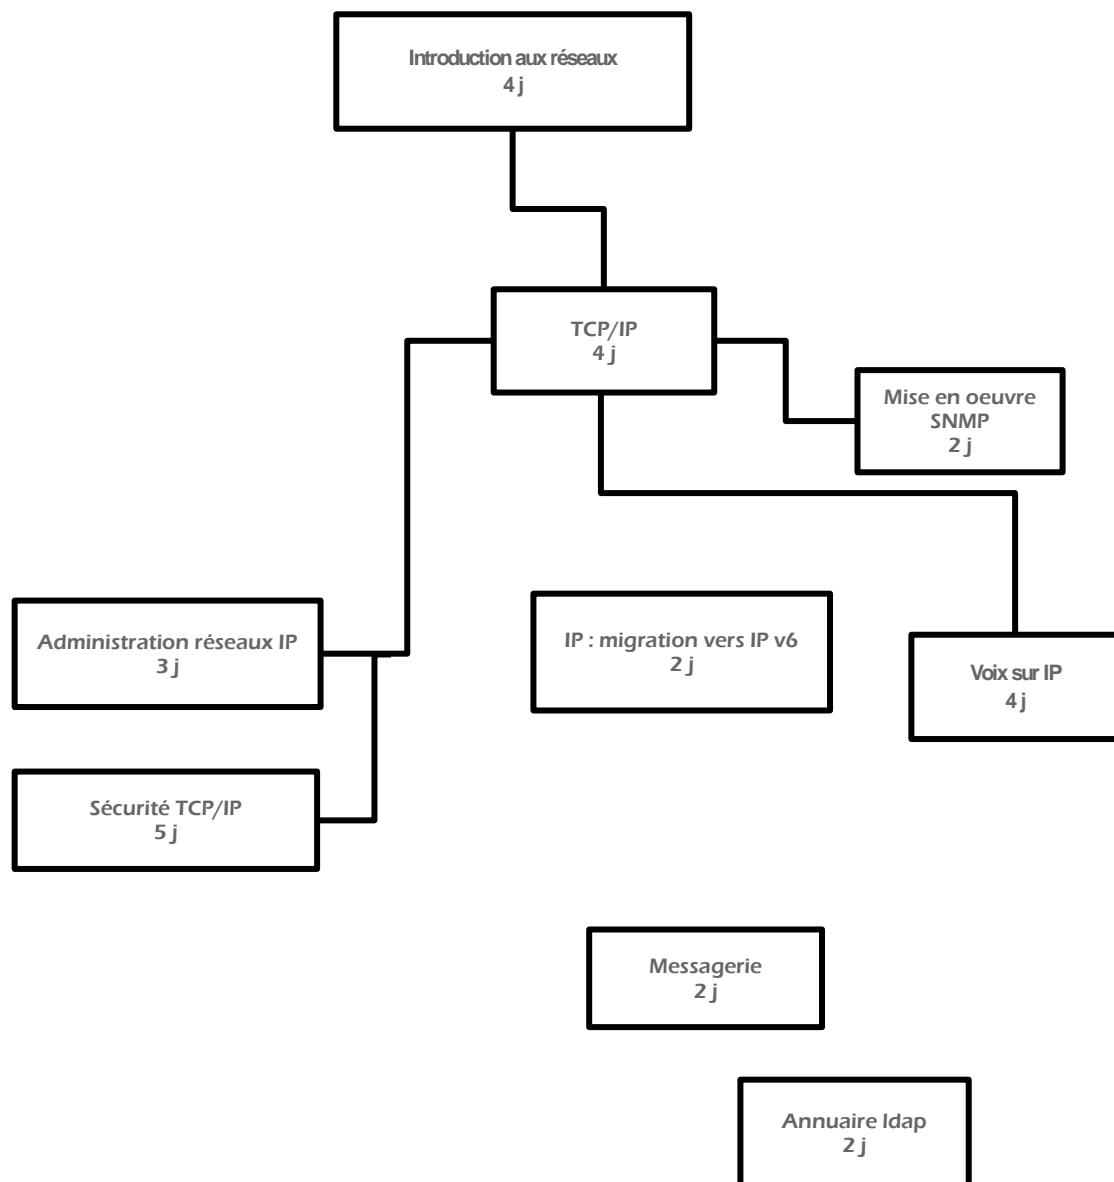 Introduction aux réseaux
4 j
TCP/IP
4 j
Mise en oeuvre
SNMP
2 j
Administration réseaux IP
3 j
IP : migration vers IP v6
2 j
Voix sur IP
4 j
Sécurité TCP/IP
5 j
Messagerie
2 j
Annuaire ldap
2 j